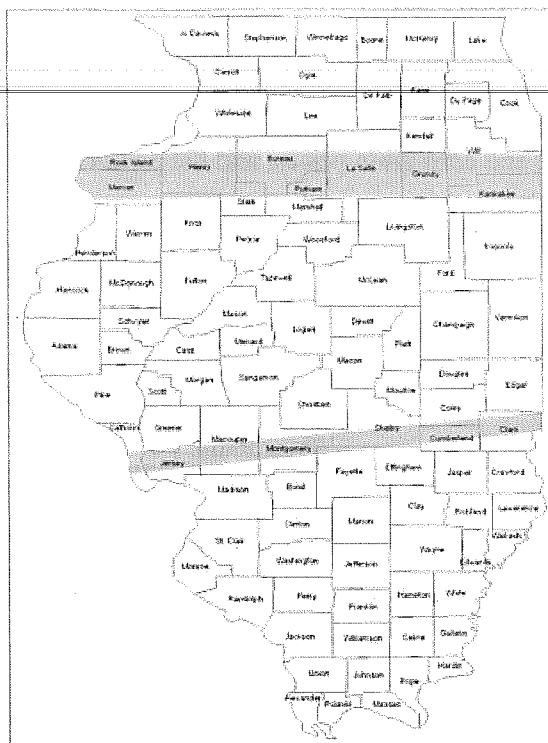 Jo Daviess Stephenson Winnebago Boone McHenry Lake
Carroll Ogle De Kalb Kane Du Page Cook
Whiteside Lee Kendall Will
Rock Island Henry Bureau La Salle Grundy
Mercer Putnam Kankakee
Knox Stark Marshall Livingston
Henderson Warren Peoria Woodford Iroquois
Hancock McDonough Fulton Tazewell McLean Ford
Schuyler Mason Logan Champaign Vermilion
Adams Brown Cass Menard Macon Piatt
Pike Scott Morgan Sangamon Moultrie Douglas Edgar
Calhoun Greene Christian Shelby Coles
Jersey Macoupin Montgomery Cumberland Clark
Madison Bond Fayette Effingham Jasper Crawford
Clinton Marion Clay Richland Lawrence
St. Clair Washington Jefferson Wayne Edwards Wabash
Monroe Randolph Perry Franklin Hamilton White
Jackson Williamson Saline Gallatin
Union Johnson Pope Hardin
Alexander Pulaski Massac